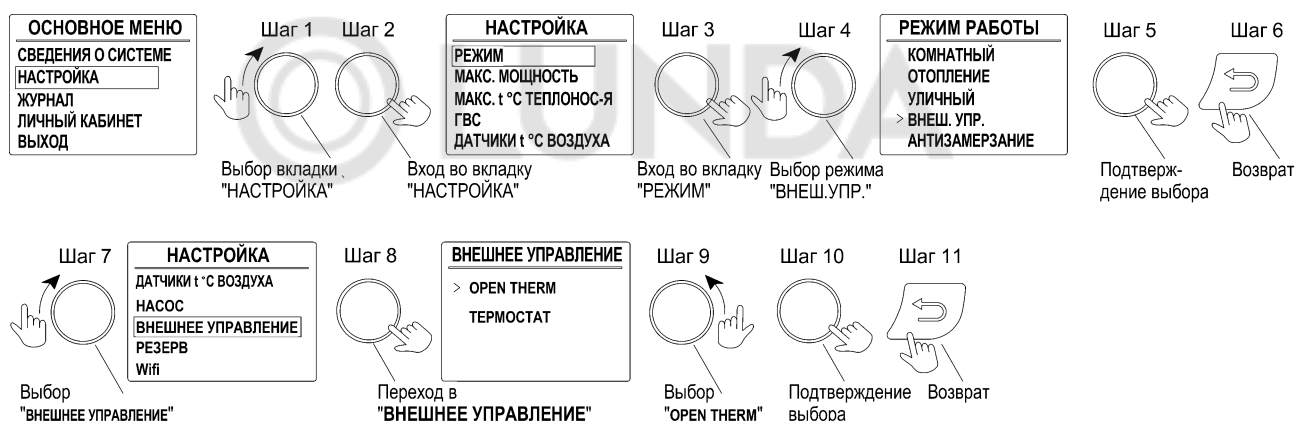 ОСНОВНОЕ МЕНЮ
СВЕДЕНИЯ О СИСТЕМЕ
НАСТРОЙКА
ЖУРНАЛ
ЛИЧНЫЙ КАБИНЕТ
ВЫХОД
Шаг 1
Выбор вкладки
"НАСТРОЙКА"
Шаг 2
Вход во вкладку
"НАСТРОЙКА"
НАСТРОЙКА
РЕЖИМ
МАКС. МОЩНОСТЬ
МАКС. t °С ТЕПЛОНОС-Я
ГВС
ДАТЧИКИ t °С ВОЗДУХА
Шаг 3
Вход во вкладку
"РЕЖИМ"
Шаг 4
Выбор режима
"ВНЕШ.УПР."
РЕЖИМ РАБОТЫ
КОМНАТНЫЙ
ОТОПЛЕНИЕ
УЛИЧНЫЙ
> ВНЕШ. УПР.
АНТИЗАМЕРЗАНИЕ
Шаг 5
Подтверж-
дение выбора
Шаг 6
Возврат
LUNDA
Шаг 7
Выбор
"ВНЕШНЕЕ УПРАВЛЕНИЕ"
НАСТРОЙКА
ДАТЧИКИ t °С ВОЗДУХА
НАСОС
ВНЕШНЕЕ УПРАВЛЕНИЕ
РЕЗЕРВ
Wifi
Шаг 8
Переход в
"ВНЕШНЕЕ УПРАВЛЕНИЕ"
ВНЕШНЕЕ УПРАВЛЕНИЕ
> OPEN THERM
ТЕРМОСТАТ
Шаг 9
Выбор
"OPEN THERM"
Шаг 10
Подтверждение
выбора
Шаг 11
Возврат